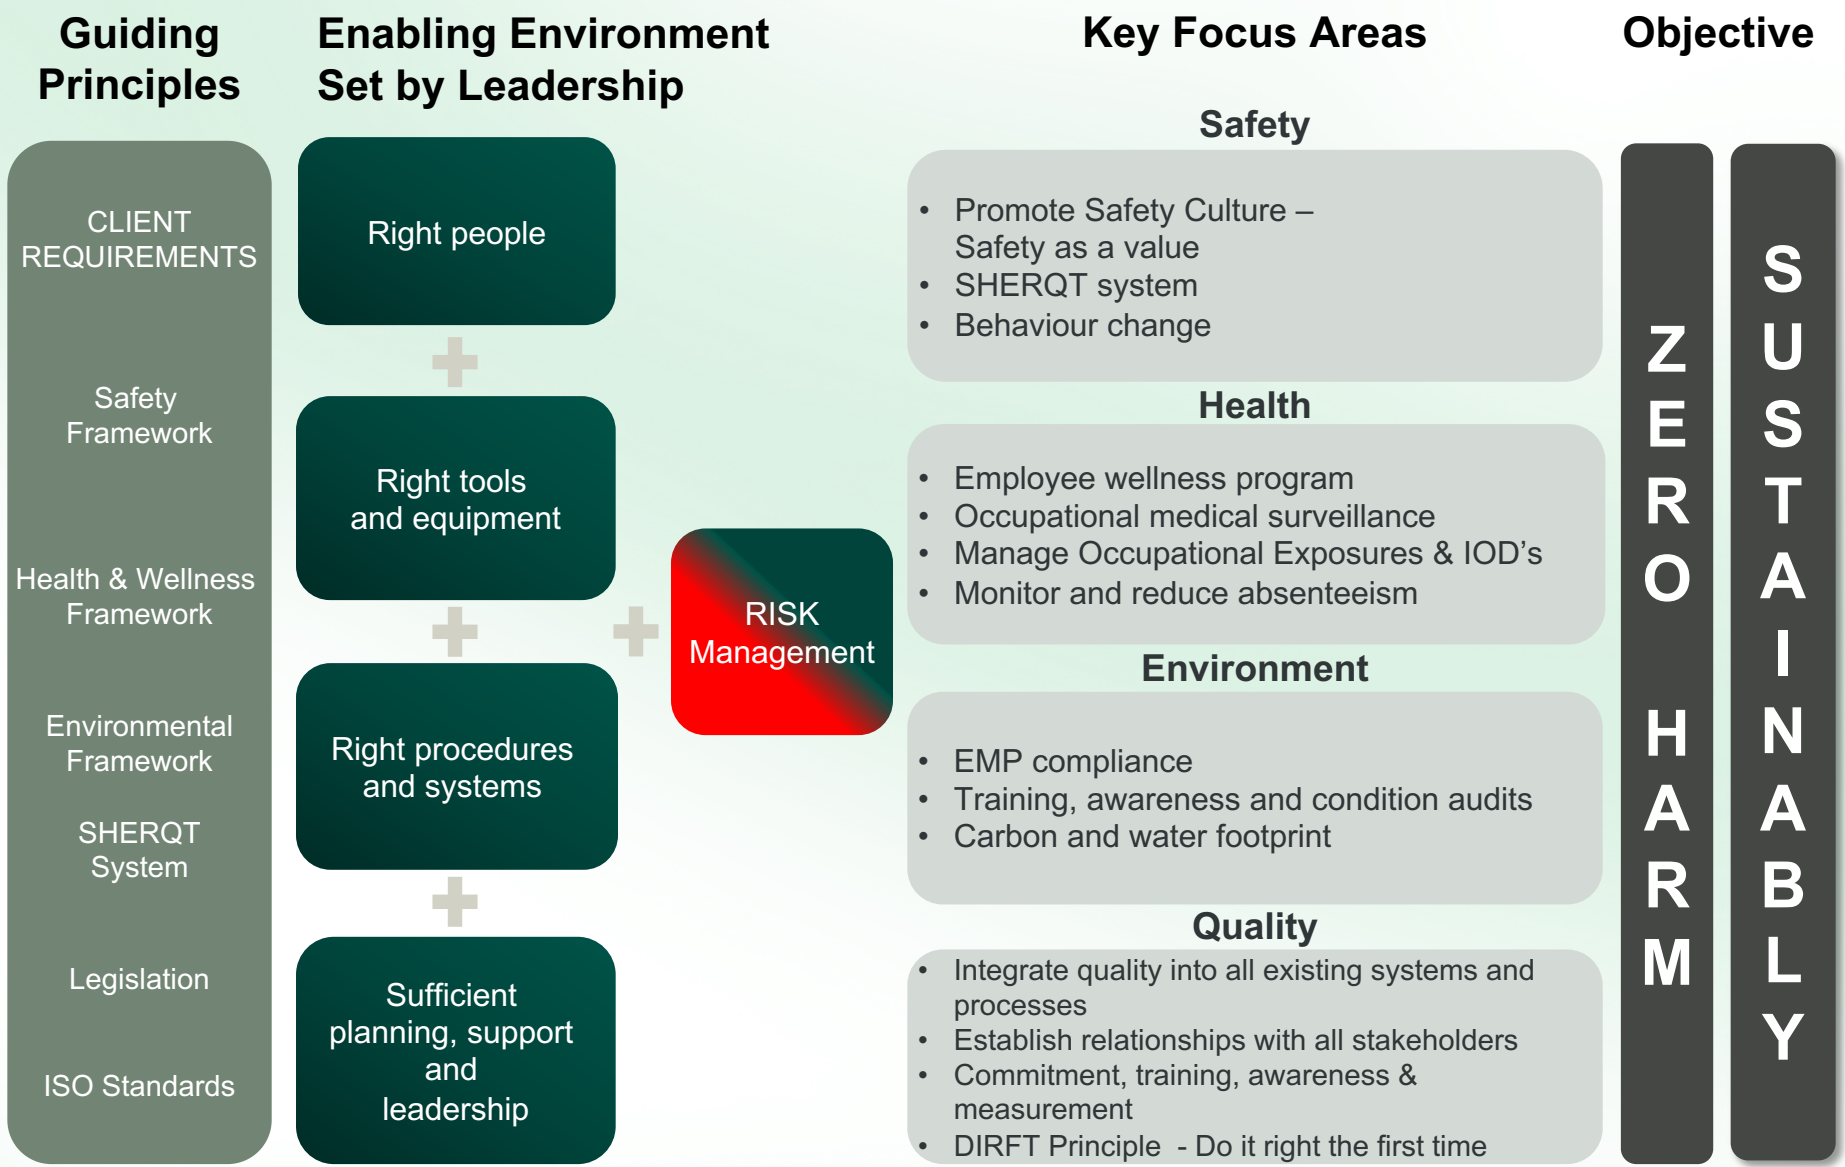 Guiding
Principles
Enabling Environment
Set by Leadership
Key Focus Areas
Objective
CLIENT
REQUIREMENTS
Safety
Framework
Health & Wellness
Framework
Environmental
Framework
SHERQT
System
Legislation
ISO Standards
Right people
Right tools
and equipment
Right procedures
and systems
Sufficient
planning, support
and
leadership
RISK
Management
Safety
• Promote Safety Culture –
Safety as a value
• SHERQT system
• Behaviour change
Health
• Employee wellness program
• Occupational medical surveillance
• Manage Occupational Exposures & IOD's
• Monitor and reduce absenteeism
Environment
• EMP compliance
• Training, awareness and condition audits
• Carbon and water footprint
Quality
• Integrate quality into all existing systems and
processes
• Establish relationships with all stakeholders
• Commitment, training, awareness &
measurement
• DIRFT Principle  - Do it right the first time
ZERO HARM
SUSTAINABLY